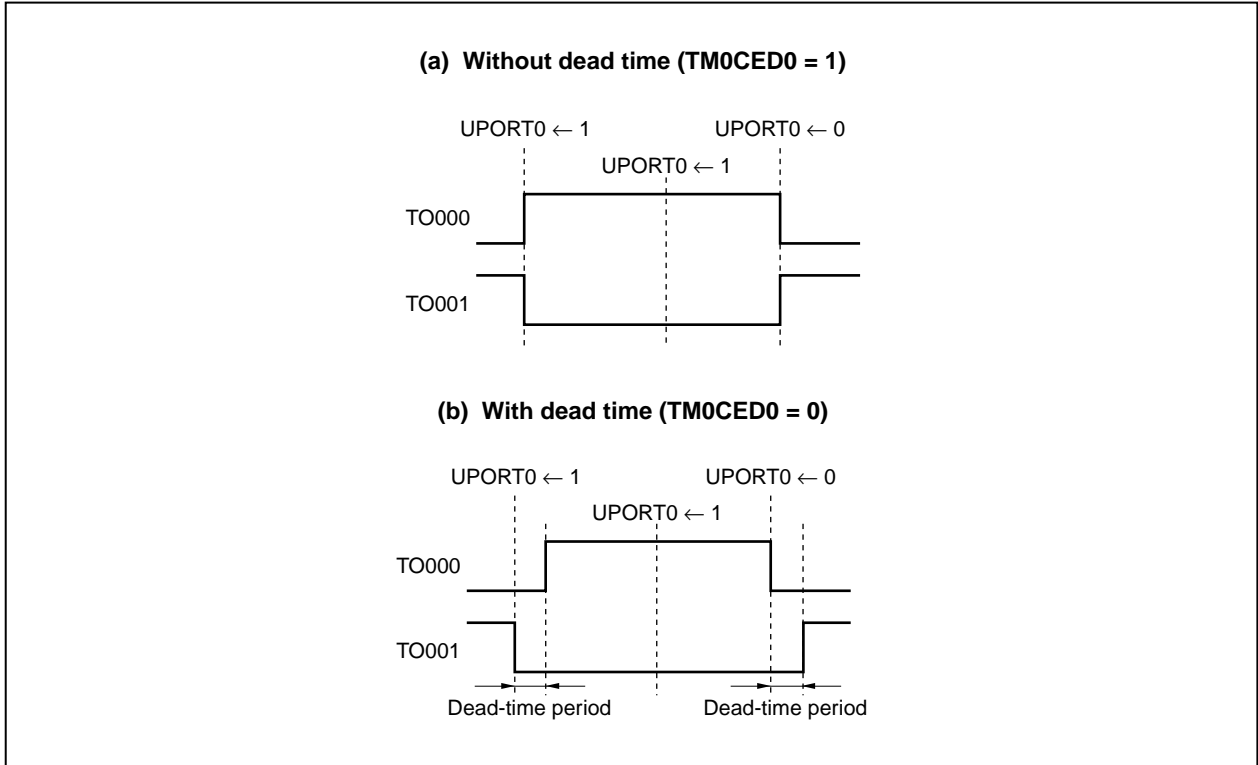 (a) Without dead time (TM0CED0 = 1)
UPORT0 ← 1 UPORT0 ← 0
UPORT0 ← 1
TO000
TO001
(b) With dead time (TM0CED0 = 0)
UPORT0 ← 1 UPORT0 ← 0
UPORT0 ← 1
TO000
TO001
Dead-time period Dead-time period